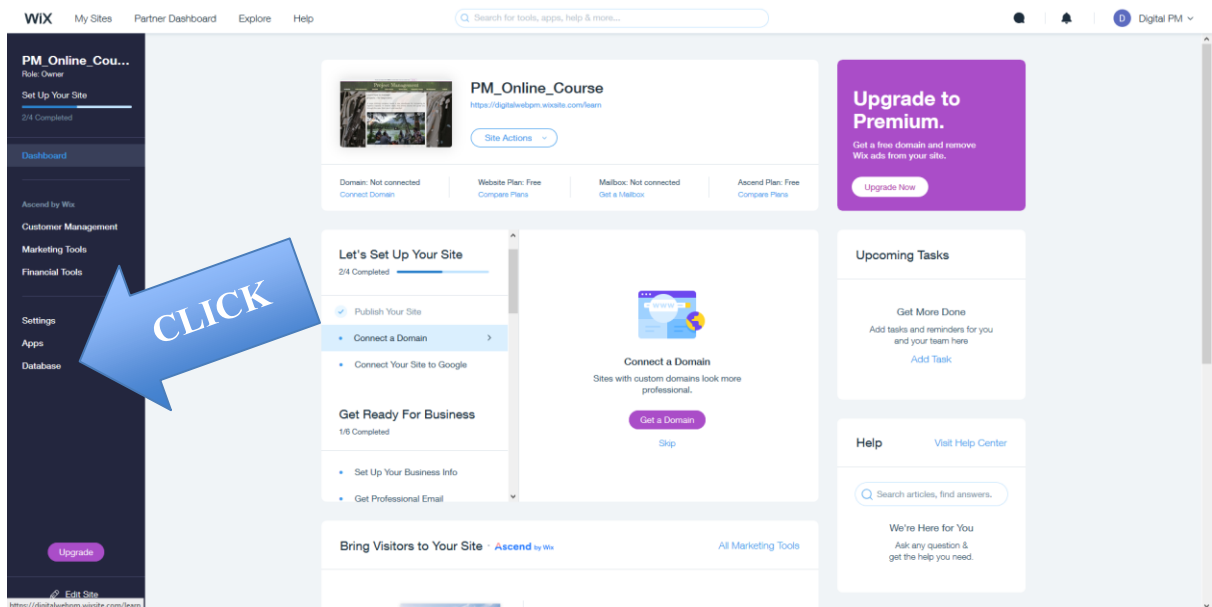 WiX My Sites Partner Dashboard Explore Help Search for tools, apps, help & more... D Digital PM
PM_Online_Cou...
Role: Owner
Set Up Your Site
2/4 Completed
Dashboard
Ascend by Wix
Customer Management
Marketing Tools
Financial Tools
Settings
Apps
Database
Upgrade
Edit Site
https://digitalwebpm.wixsite.com/learn
CLICK
Project Management
PM_Online_Course
https://digitalwebpm.wixsite.com/learn
Site Actions
Domain: Not connected
Connect Domain
Website Plan: Free
Compare Plans
Mailbox: Not connected
Get a Mailbox
Ascend Plan: Free
Compare Plans
Let's Set Up Your Site
2/4 Completed
Publish Your Site
Connect a Domain
Connect Your Site to Google
Get Ready For Business
1/6 Completed
Set Up Your Business Info
Get Professional Email
WWW
Connect a Domain
Sites with custom domains look more
professional.
Get a Domain
Skip
Bring Visitors to Your Site Ascend by Wix All Marketing Tools
Upgrade to
Premium.
Get a free domain and remove
Wix ads from your site.
Upgrade Now
Upcoming Tasks
Get More Done
Add tasks and reminders for you
and your team here
Add Task
Help Visit Help Center
Search articles, find answers.
We're Here for You
Ask any question &
get the help you need.